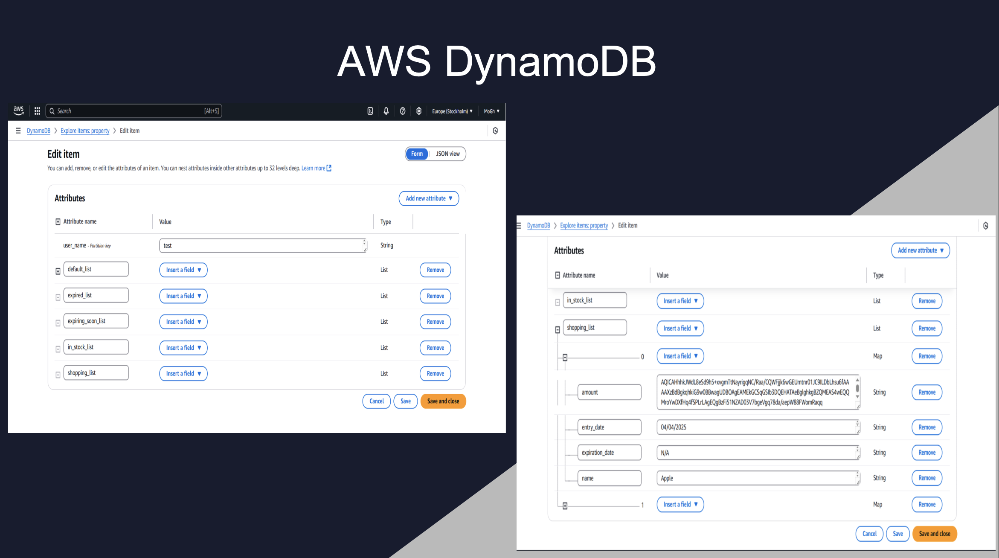 AWS DynamoDB
aws Search [Alt+S] Europe (Stockholm) ▼ MoGh ▼
DynamoDB > Explore items: property > Edit item
Edit item
Form JSON view
You can add, remove, or edit the attributes of an item. You can nest attributes inside other attributes up to 32 levels deep. Learn more
Attributes
Add new attribute ▼
Attribute name Value Type
user_name - Partition key test String
default_list Insert a field ▼ List Remove
expired_list Insert a field ▼ List Remove
expiring_soon_list Insert a field ▼ List Remove
in_stock_list Insert a field ▼ List Remove
shopping_list Insert a field ▼ List Remove
Cancel Save Save and close
DynamoDB > Explore items: property > Edit item
Attributes
Add new attribute ▼
Attribute name Value Type
in_stock_list Insert a field ▼ List Remove
shopping_list Insert a field ▼ List Remove
0 Insert a field ▼ Map Remove
AQICAHhhkJWdL8eSd9h5+xvgmTtNayrigqNC/Raa/CQWFjjk6wGEUmtnr01JC9ILDbLhsu6fAA
amount AAXzBdBgkqhkiG9w0BBwagUDBOAgEAMEkGCSqGSIb3DQEHATAeBglghkgBZQMEAS4wEQQ String Remove
MroYwDXfHq4fSPLrLAgEQgBzFi51NZAD03V7bgeVgq78da/aepW88FWomRaqq
entry_date 04/04/2025 String Remove
expiration_date N/A String Remove
name Apple String Remove
1 Insert a field ▼ Map Remove
Cancel Save Save and close